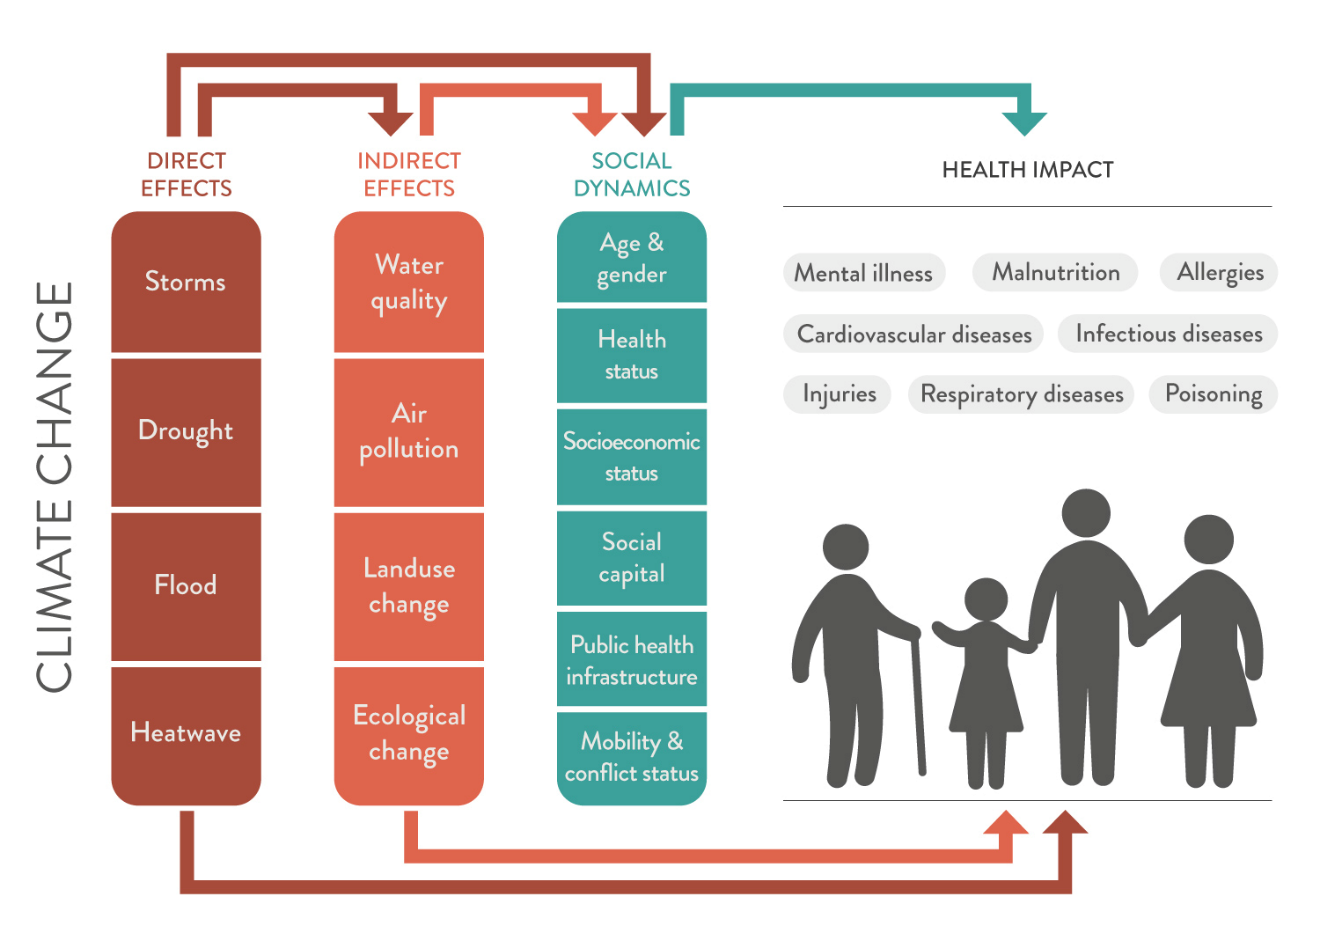 CLIMATE CHANGE
DIRECT
EFFECTS
Storms
Drought
Flood
Heatwave
INDIRECT
EFFECTS
Water
quality
Air
pollution
Landuse
change
Ecological
change
SOCIAL
DYNAMICS
Age &
gender
Health
status
Socioeconomic
status
Social
capital
Public health
infrastructure
Mobility &
conflict status
HEALTH IMPACT
Mental illness
Malnutrition
Allergies
Cardiovascular diseases
Infectious diseases
Injuries
Respiratory diseases
Poisoning